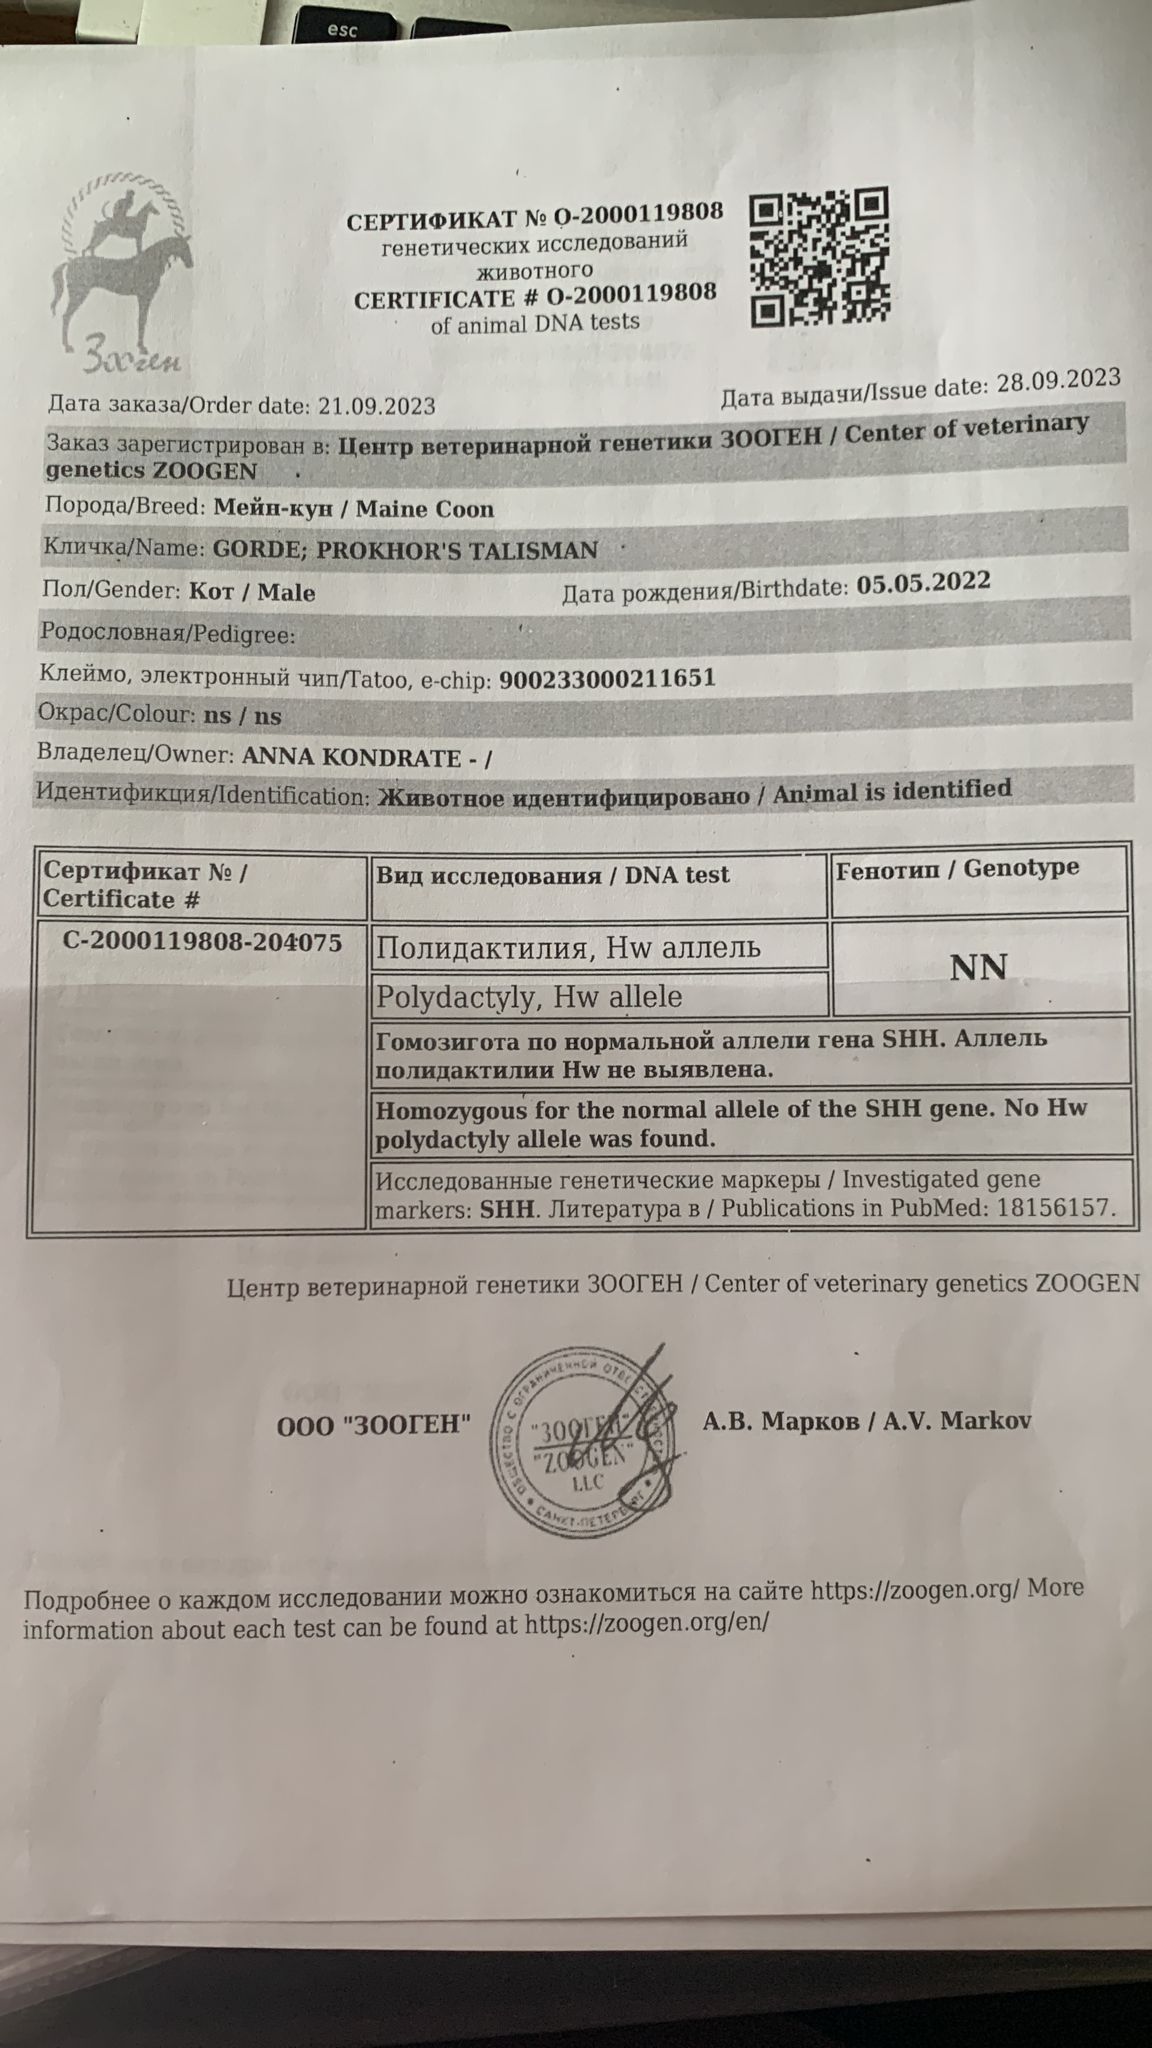 esc
СЕРТИФИКАТ № О-2000119808
генетических исследований
животного
CERTIFICATE # O-2000119808
of animal DNA tests
Зооген
Дата заказа/Order date: 21.09.2023
Дата выдачи/Issue date: 28.09.2023
Заказ зарегистрирован в: Центр ветеринарной генетики ЗООГЕН / Center of veterinary
genetics ZOOGEN
Порода/Breed: Мейн-кун / Maine Coon
Кличка/Name: GORDE; PROKHOR'S TALISMAN
Пол/Gender: Кот / Male
Дата рождения/Birthdate: 05.05.2022
Родословная/Pedigree:
Клеймо, электронный чип/Tatoo, e-chip: 900233000211651
Окрас/Colour: ns / ns
Владелец/Owner: ANNA KONDRATE - /
Идентификция/Identification: Животное идентифицировано / Animal is identified
Сертификат № /
Certificate #
Вид исследования / DNA test
Генотип / Genotype
C-2000119808-204075
Полидактилия, Hw аллель
NN
Polydactyly, Hw allele
Гомозигота по нормальной аллели гена SHH. Аллель
полидактилии Hw не выявлена.
Homozygous for the normal allele of the SHH gene. No Hw
polydactyly allele was found.
Исследованные генетические маркеры / Investigated gene
markers: SHH. Литература в / Publications in PubMed: 18156157.
Центр ветеринарной генетики ЗООГЕН / Center of veterinary genetics ZOOGEN
ООО "ЗООГЕН"
ОБЩЕСТВО С ОГРАНИЧЕННОЙ
"ЗООГЕН"
"ZOOGEN"
LLC
САНКТ-ПЕТЕРБУРГ
А.В. Марков / A.V. Markov
Подробнее о каждом исследовании можно ознакомиться на сайте https://zoogen.org/ More
information about each test can be found at https://zoogen.org/en/